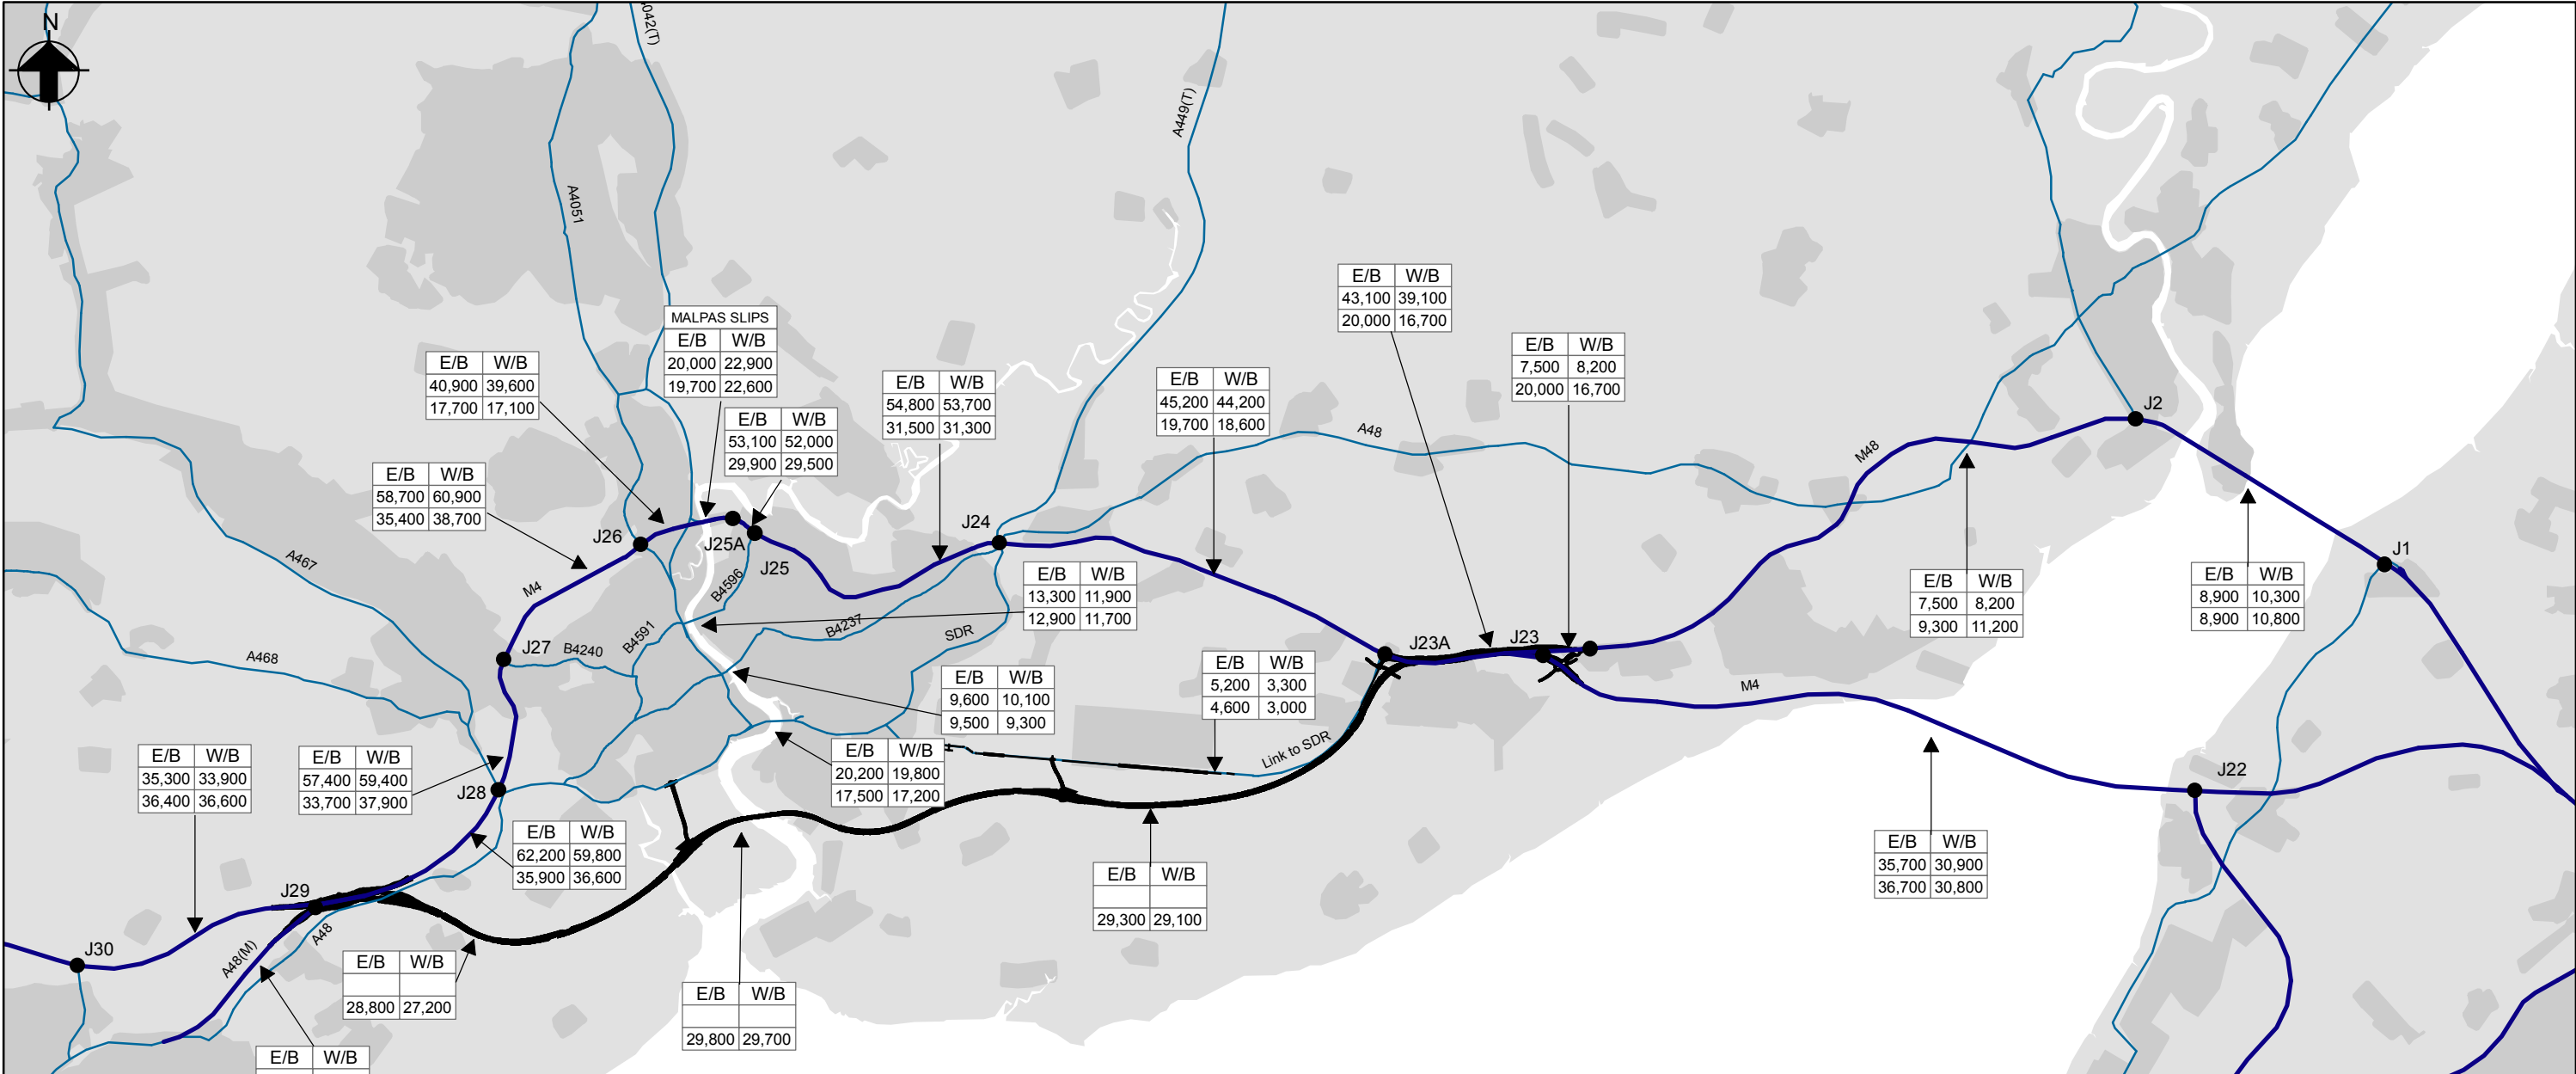 N
042(T)
A4051
A449(T)
MALPAS SLIPS
E/B W/B
20,000 22,900
19,700 22,600
E/B W/B
40,900 39,600
17,700 17,100
E/B W/B
53,100 52,000
29,900 29,500
E/B W/B
54,800 53,700
31,500 31,300
E/B W/B
45,200 44,200
19,700 18,600
E/B W/B
43,100 39,100
20,000 16,700
E/B W/B
7,500 8,200
20,000 16,700
A48
J2
M48
E/B W/B
58,700 60,900
35,400 38,700
J26
J25A
J25
J24
J1
A467
M4
B4596
E/B W/B
13,300 11,900
12,900 11,700
E/B W/B
7,500 8,200
9,300 11,200
E/B W/B
8,900 10,300
8,900 10,800
J27
B4240
B4591
B4237
SDR
J23A
J23
A468
E/B W/B
9,600 10,100
9,500 9,300
E/B W/B
5,200 3,300
4,600 3,000
M4
E/B W/B
35,300 33,900
36,400 36,600
E/B W/B
57,400 59,400
33,700 37,900
J28
E/B W/B
20,200 19,800
17,500 17,200
Link to SDR
J22
E/B W/B
62,200 59,800
35,900 36,600
E/B W/B
35,700 30,900
36,700 30,800
E/B W/B
29,300 29,100
J29
J30
A48(M)
A48
E/B W/B
28,800 27,200
E/B W/B
29,800 29,700
E/B W/B